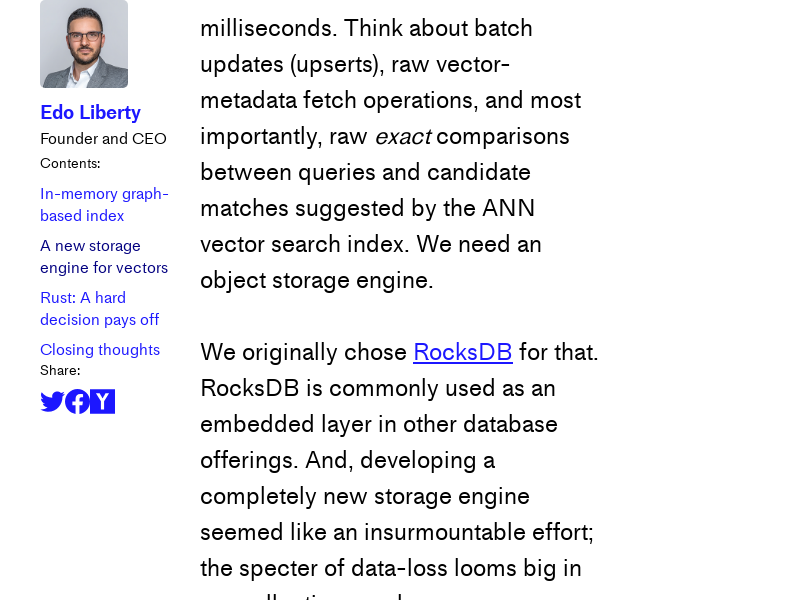 Edo Liberty
Founder and CEO
Contents:
In-memory graph-
based index
A new storage
engine for vectors
Rust: A hard
decision pays off
Closing thoughts
Share:
milliseconds. Think about batch
updates (upserts), raw vector-
metadata fetch operations, and most
importantly, raw exact comparisons
between queries and candidate
matches suggested by the ANN
vector search index. We need an
object storage engine.
We originally chose RocksDB for that.
RocksDB is commonly used as an
embedded layer in other database
offerings. And, developing a
completely new storage engine
seemed like an insurmountable effort;
the specter of data-loss looms big in